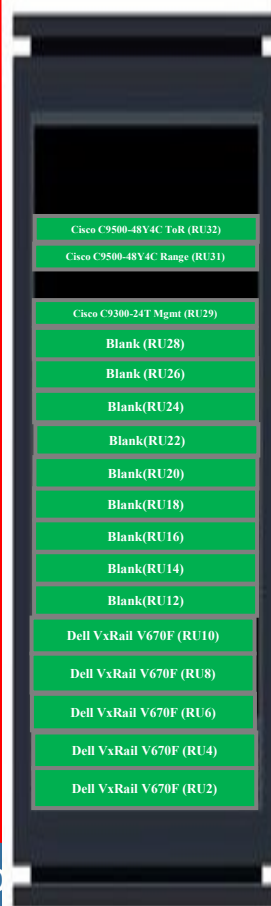 Cisco C9500-48Y4C ToR (RU32)
Cisco C9500-48Y4C Range (RU31)
Cisco C9300-24T Mgmt (RU29)
Blank (RU28)
Blank (RU26)
Blank(RU24)
Blank(RU22)
Blank(RU20)
Blank(RU18)
Blank(RU16)
Blank(RU14)
Blank(RU12)
Dell VxRail V670F (RU10)
Dell VxRail V670F (RU8)
Dell VxRail V670F (RU6)
Dell VxRail V670F (RU4)
Dell VxRail V670F (RU2)